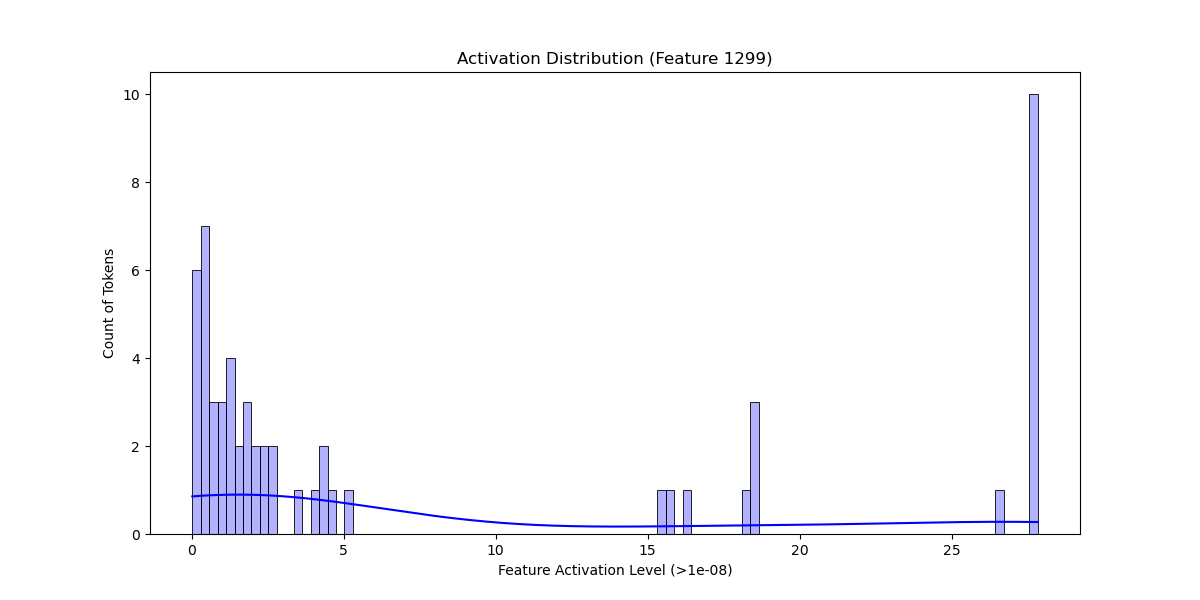 Activation Distribution (Feature 1299)
10
8
6
4
2
0
Count of Tokens
0 5 10 15 20 25
Feature Activation Level (>1e-08)